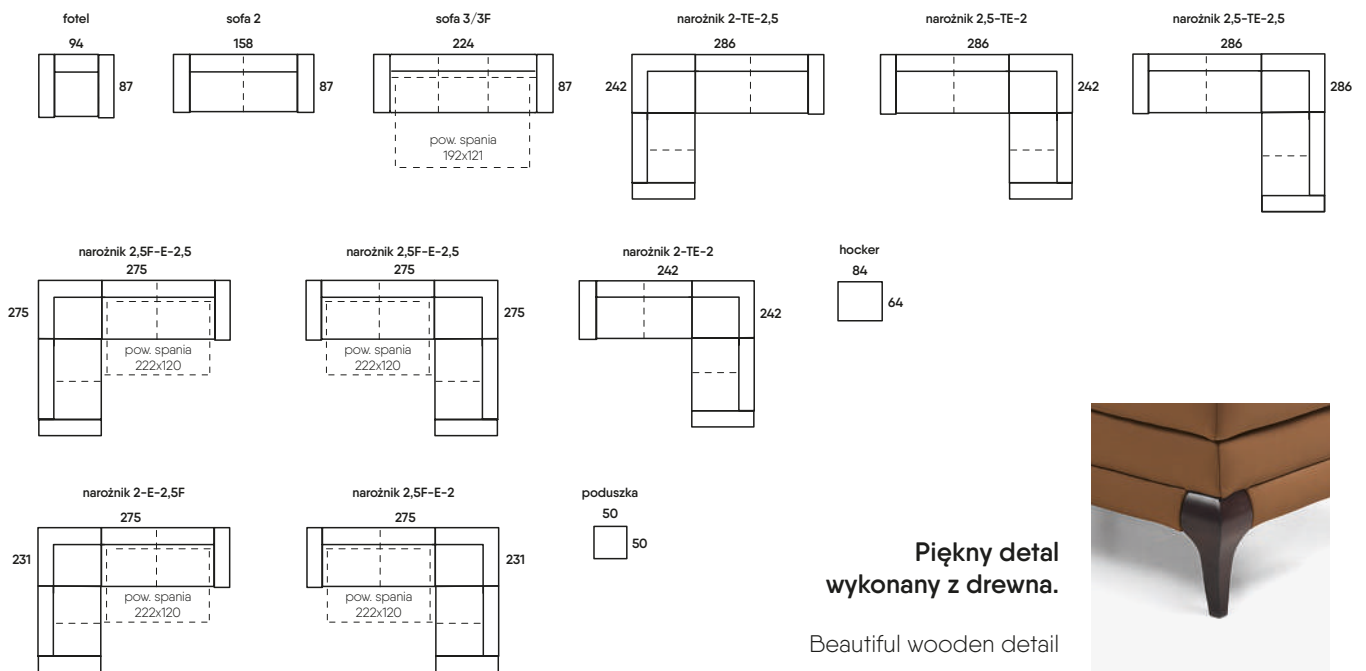 fotel
94
87
sofa 2
158
87
sofa 3/3F
224
87
pow. spania
192x121
narożnik 2-TE-2,5
286
242
narożnik 2,5-TE-2
286
242
narożnik 2,5-TE-2,5
286
286
narożnik 2,5F-E-2,5
275
275
pow. spania
222x120
narożnik 2,5F-E-2,5
275
275
pow. spania
222x120
narożnik 2-TE-2
242
242
hocker
84
64
narożnik 2-E-2,5F
275
231
pow. spania
222x120
narożnik 2,5F-E-2
275
231
pow. spania
222x120
poduszka
50
50
Piękny detal
wykonany z drewna.
Beautiful wooden detail